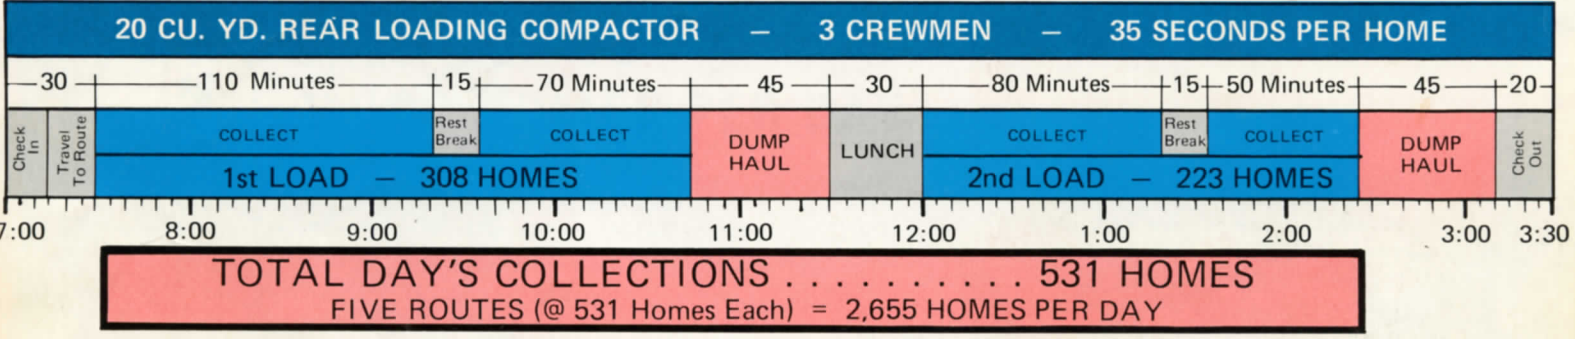 20 CU. YD. REAR LOADING COMPACTOR — 3 CREWMEN — 35 SECONDS PER HOME
30 110 Minutes 15 70 Minutes 45 30 80 Minutes 15 50 Minutes 45 20
Check In
Travel To Route
COLLECT
Rest Break
COLLECT
1st LOAD — 308 HOMES
DUMP HAUL
LUNCH
COLLECT
Rest Break
COLLECT
2nd LOAD — 223 HOMES
DUMP HAUL
Check Out
7:00 8:00 9:00 10:00 11:00 12:00 1:00 2:00 3:00 3:30
TOTAL DAY'S COLLECTIONS . . . . . . . . . . . 531 HOMES
FIVE ROUTES (@ 531 Homes Each) = 2,655 HOMES PER DAY